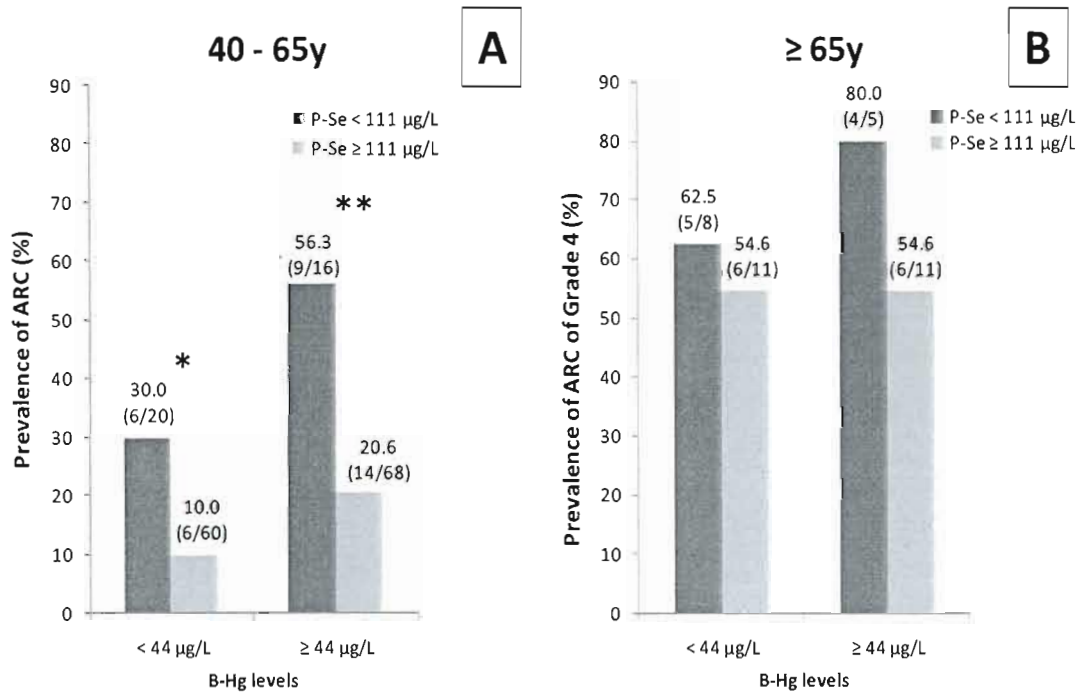 40 - 65y
A
90
80
70
60
50
40
30
20
10
0
Prevalence of ARC (%)
P-Se < 111 µg/L
P-Se ≥ 111 µg/L
**
56.3
(9/16)
*
30.0
(6/20)
20.6
(14/68)
10.0
(6/60)
< 44 µg/L
≥ 44 µg/L
B-Hg levels
≥ 65y
B
90
80
70
60
50
40
30
20
10
0
Prevalence of ARC of Grade 4 (%)
80.0
(4/5)
P-Se < 111 µg/L
P-Se ≥ 111 µg/L
62.5
(5/8)
54.6
(6/11)
54.6
(6/11)
< 44 µg/L
≥ 44 µg/L
B-Hg levels